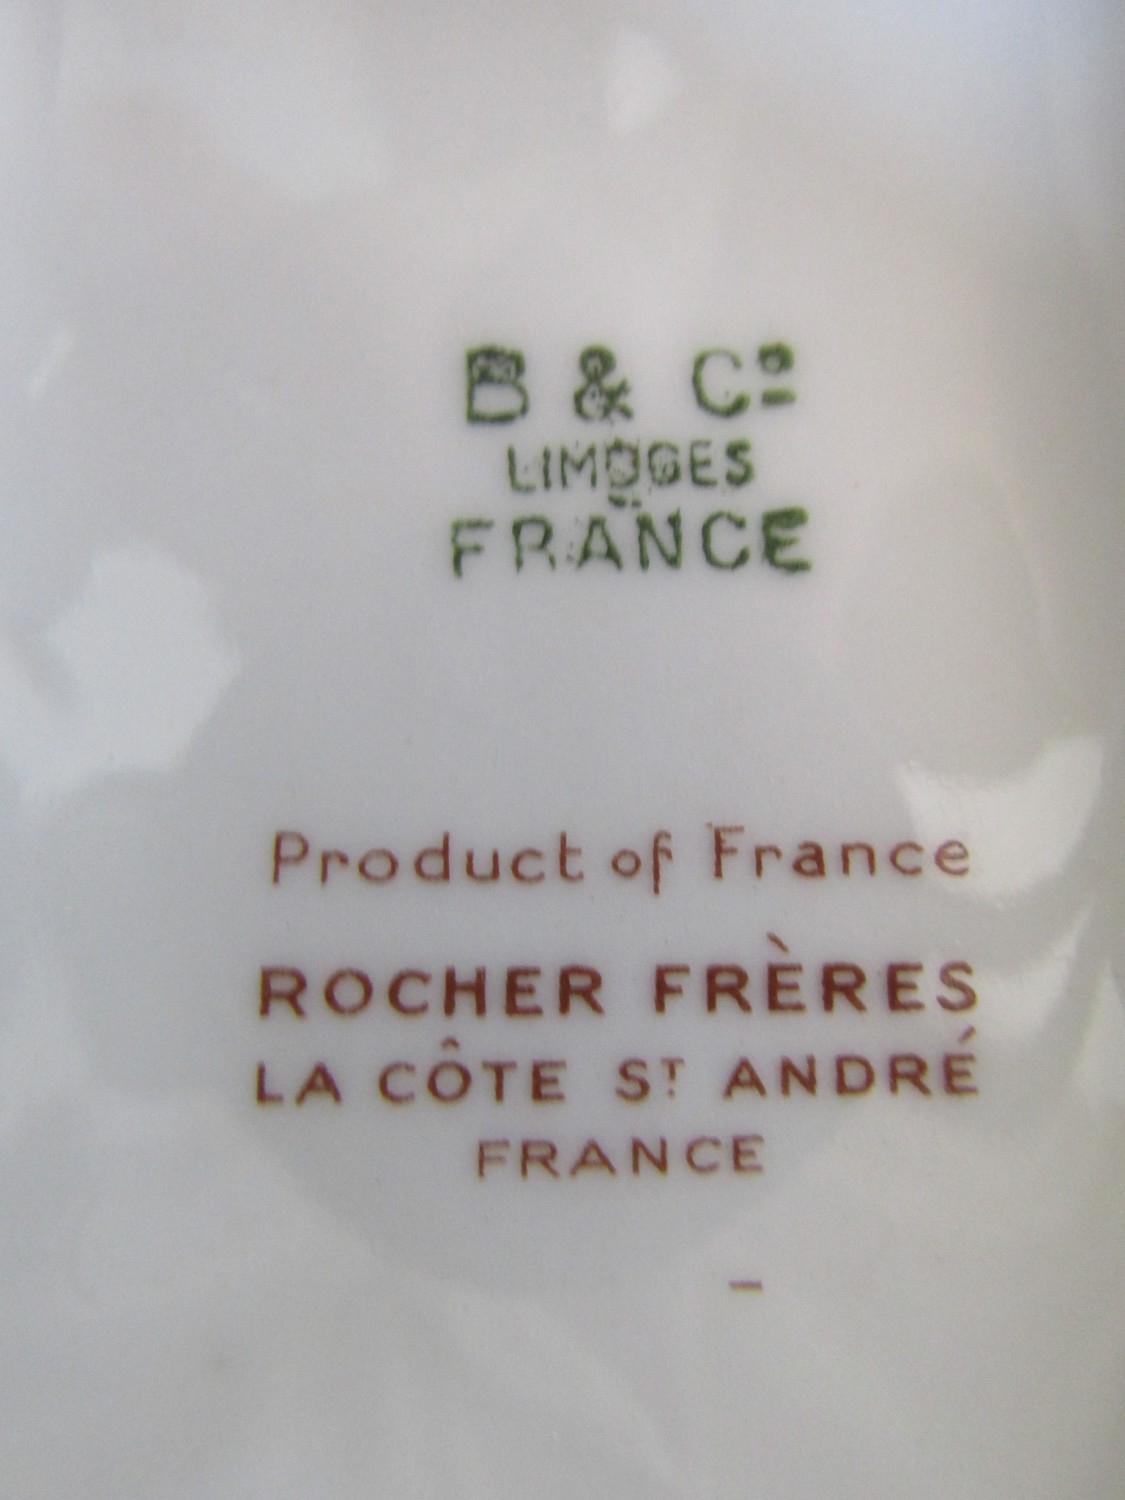 B & Co
LIMOGES
FRANCE
Product of France
ROCHER FRÈRES
LA CÔTE ST ANDRÉ
FRANCE